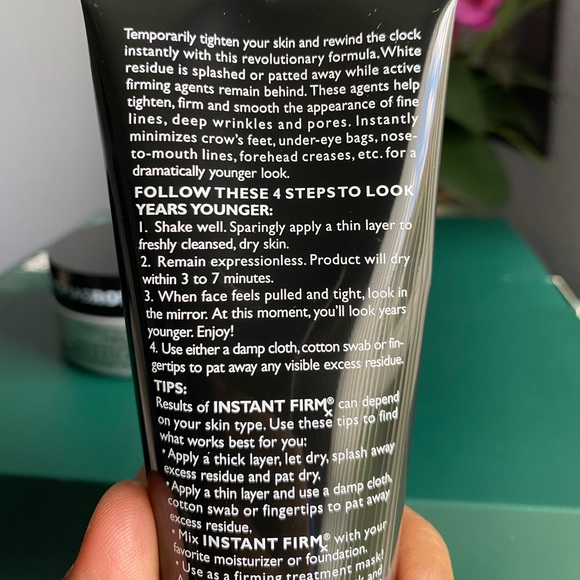 Temporarily tighten your skin and rewind the clock
instantly with this revolutionary formula. White
residue is splashed or patted away while active
firming agents remain behind. These agents help
tighten, firm and smooth the appearance of fine
lines, deep wrinkles and pores. Instantly
minimizes crow's feet, under-eye bags, nose-
to-mouth lines, forehead creases, etc. for a
dramatically younger look.
FOLLOW THESE 4 STEPS TO LOOK
YEARS YOUNGER:
1. Shake well. Sparingly apply a thin layer to
freshly cleansed, dry skin.
2. Remain expressionless. Product will dry
within 3 to 7 minutes.
3. When face feels pulled and tight, look in
the mirror. At this moment, you'll look years
younger. Enjoy!
4. Use either a damp cloth, cotton swab or fin-
gertips to pat away any visible excess residue.
TIPS:
Results of INSTANT FIRMx® can depend
on your skin type. Use these tips to find
what works best for you:
• Apply a thick layer, let dry, splash away
excess residue and pat dry.
• Apply a thin layer and use a damp cloth,
cotton swab or fingertips to pat away
excess residue.
• Mix INSTANT FIRMx® with your
favorite moisturizer or foundation.
• Use as a firming treatment mask!
and